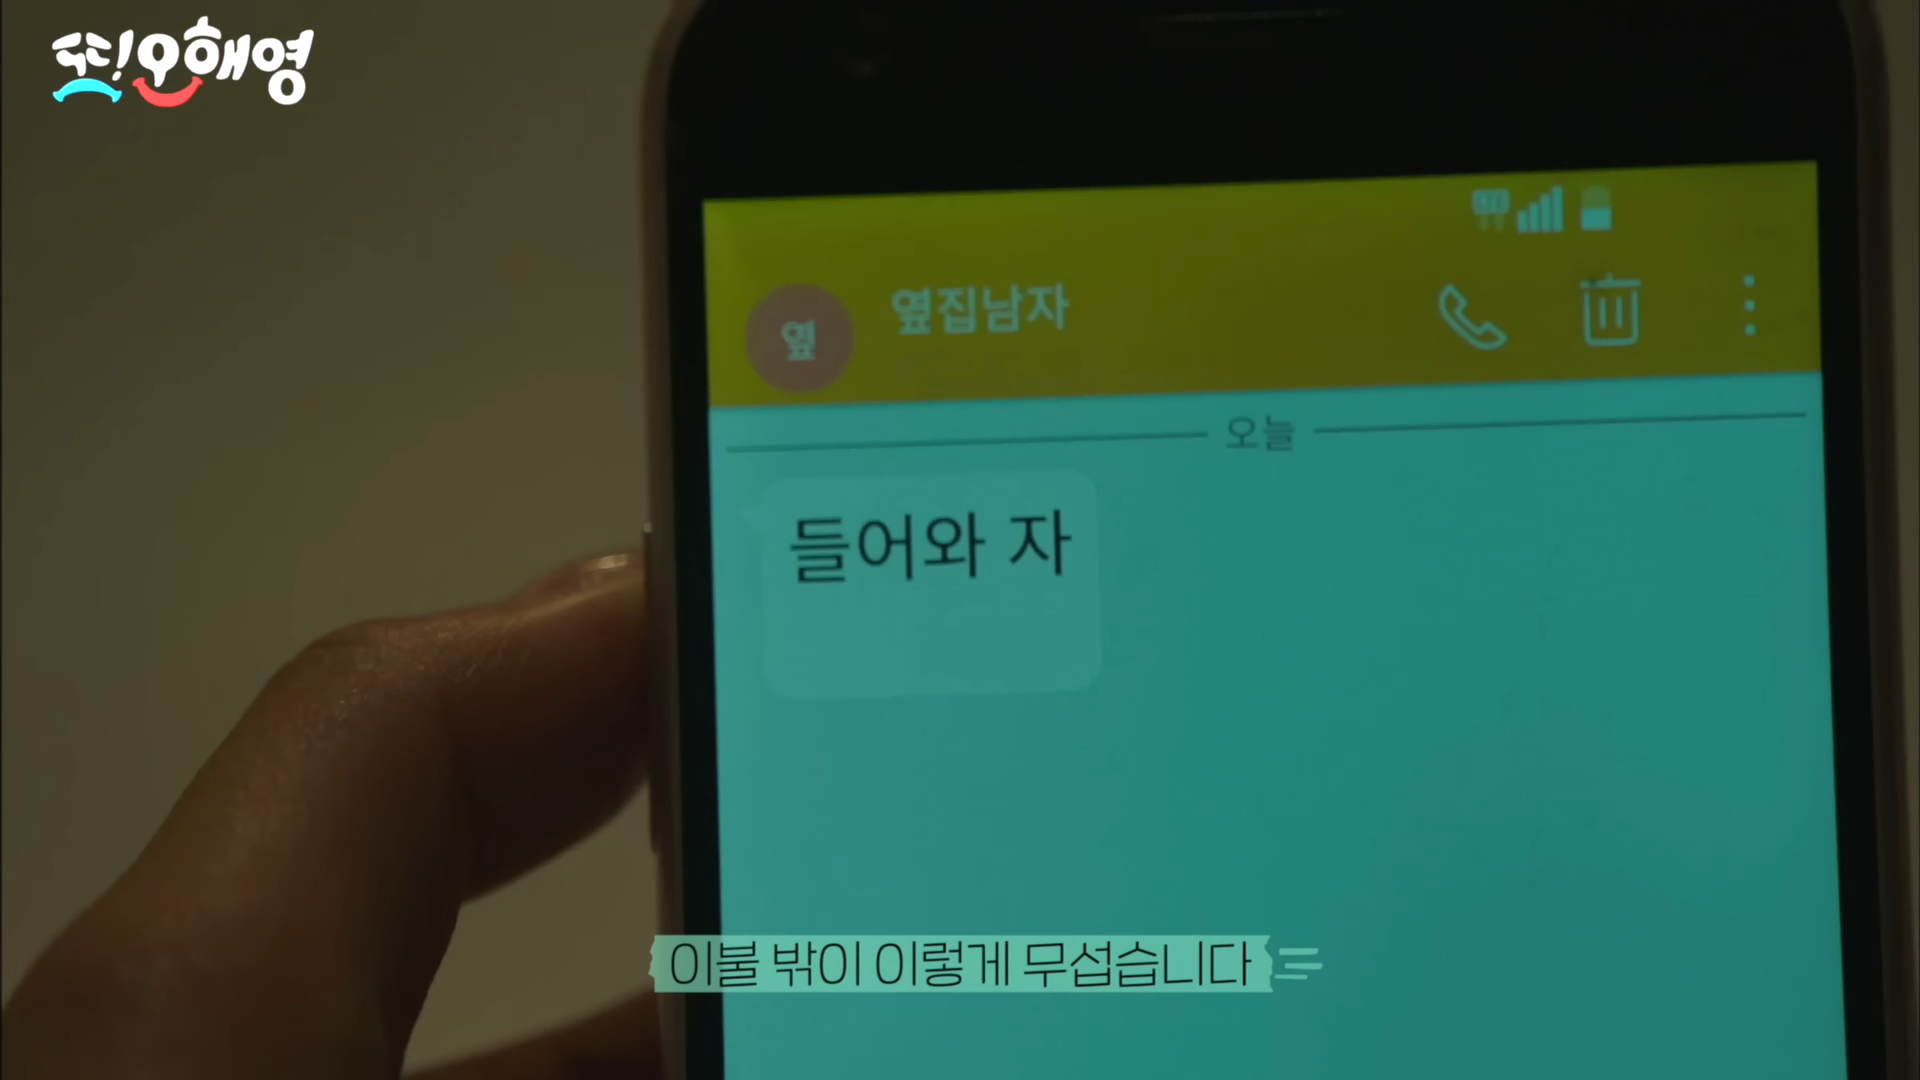 또!오해영
옆
옆집남자
오늘
들어와 자
이불 밖이 이렇게 무섭습니다